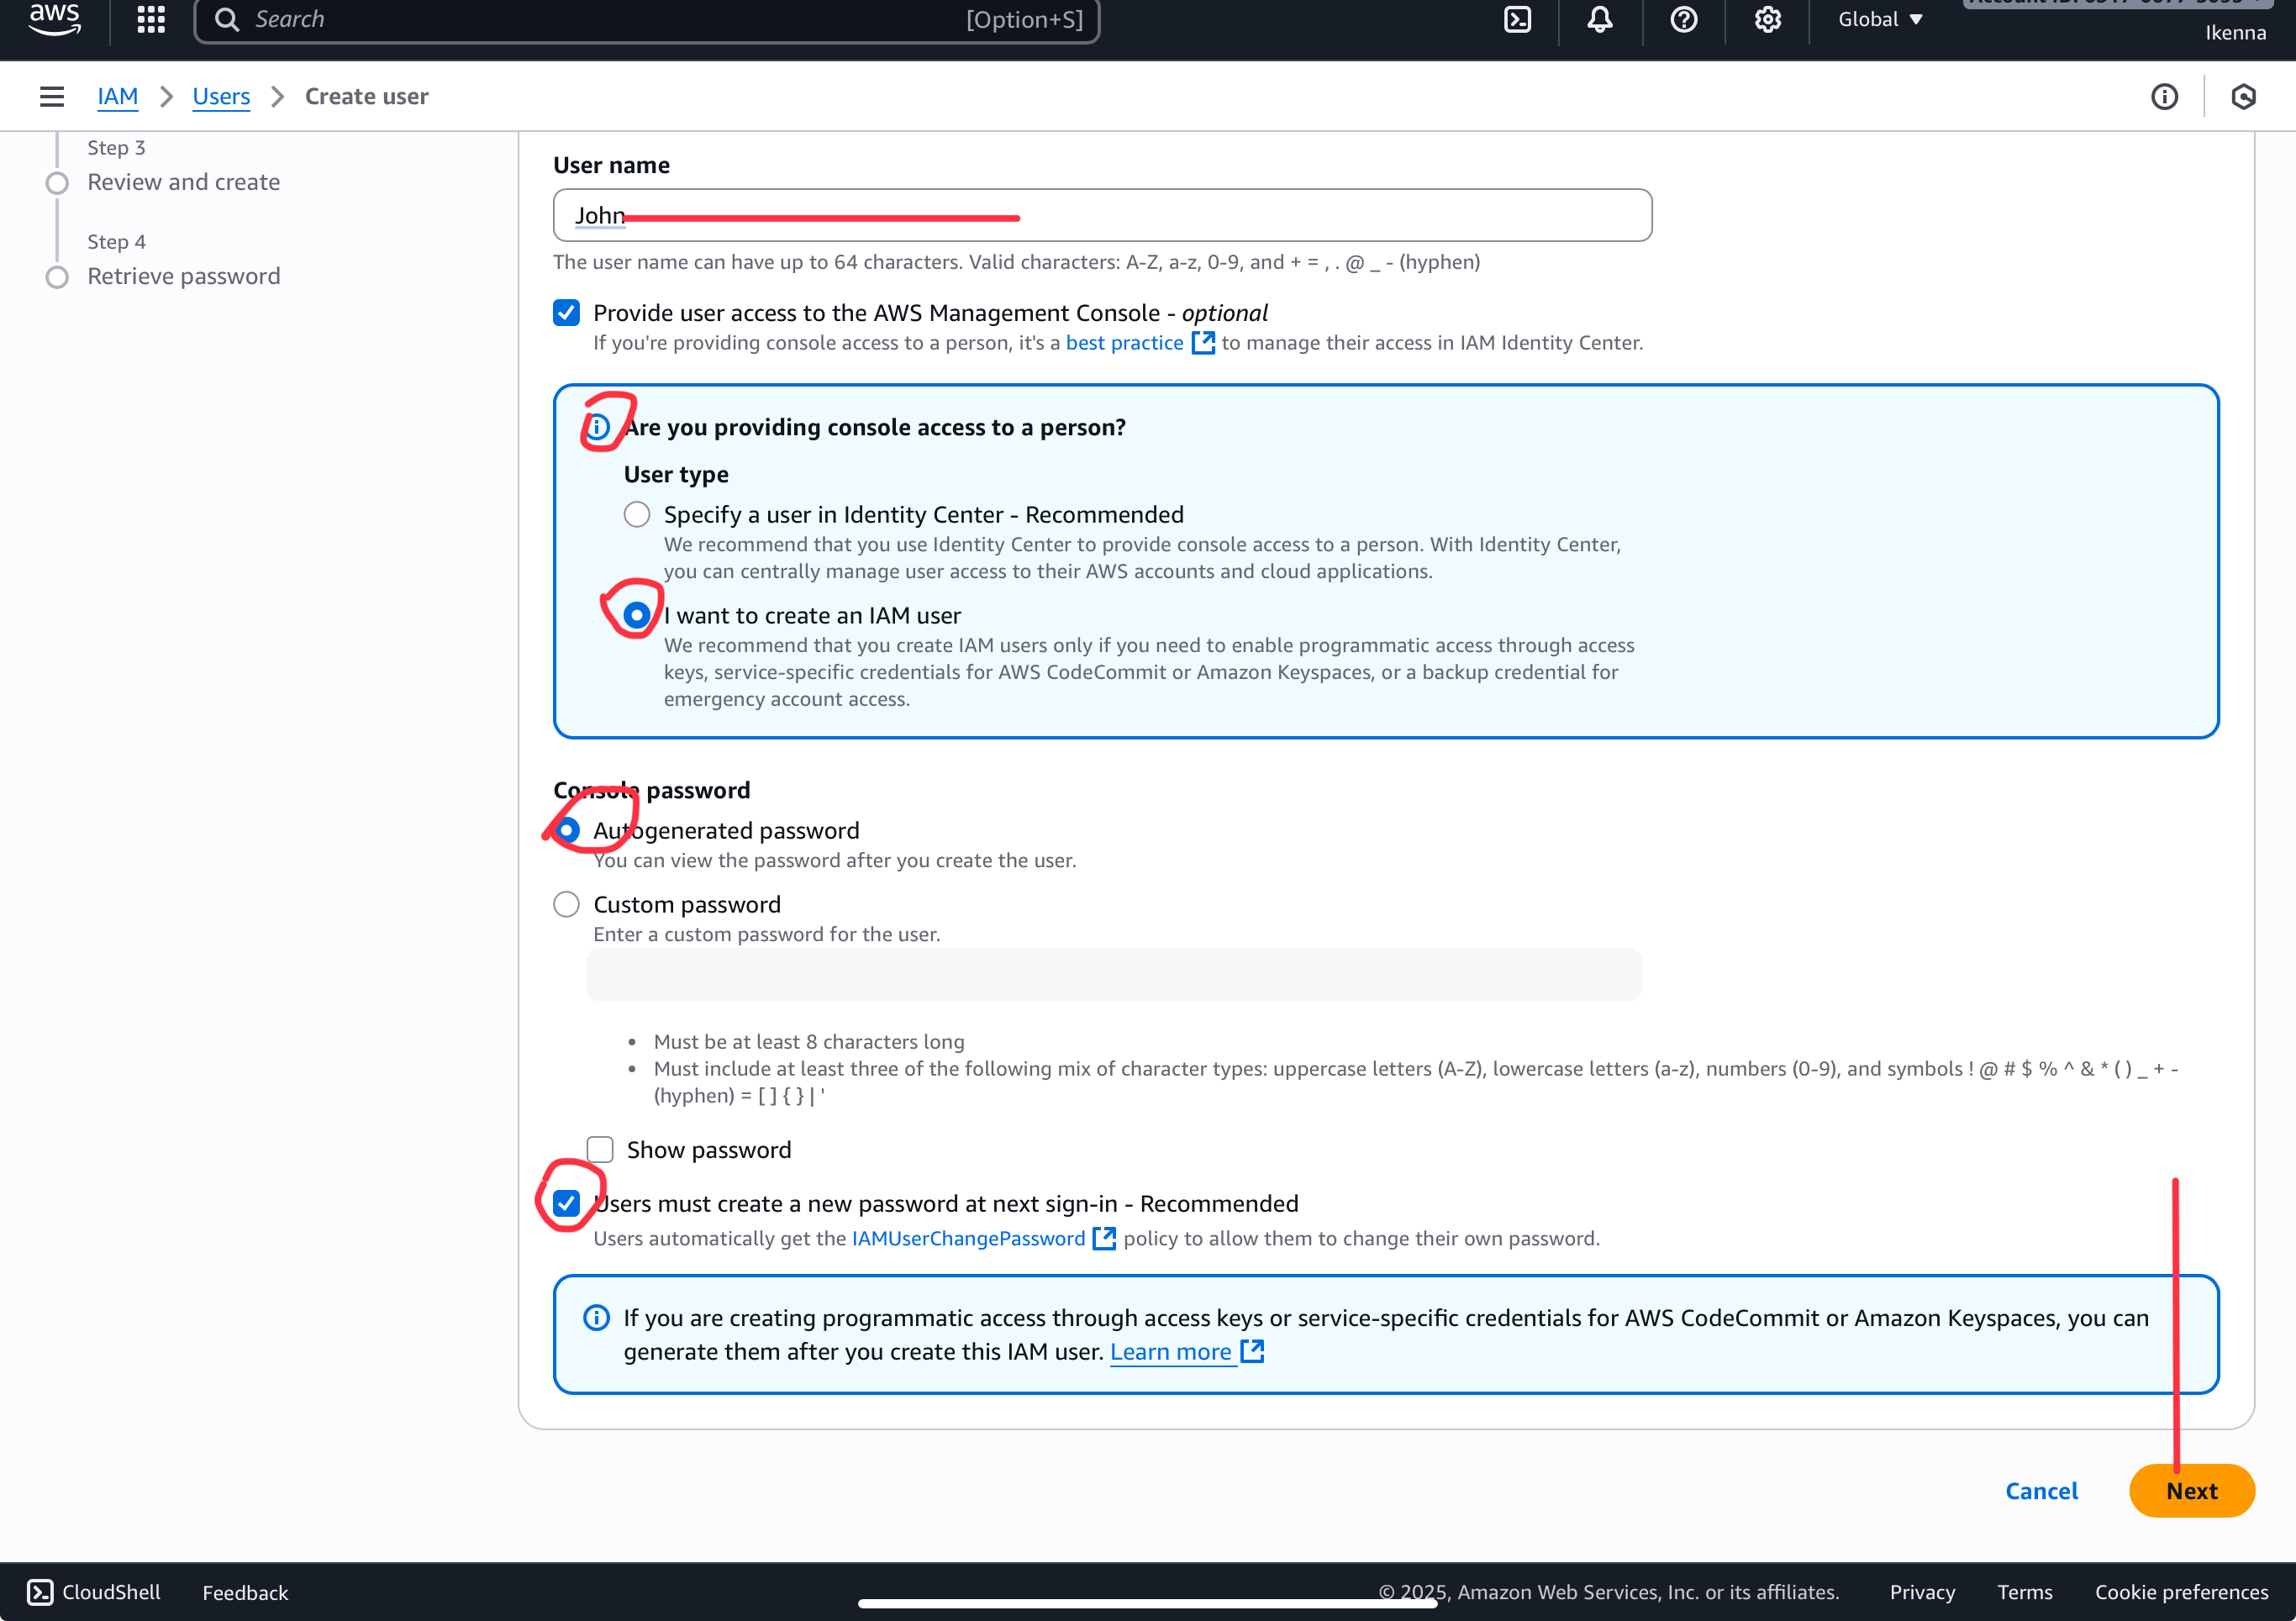 aws
Search
[Option+S]
Global
Ikenna
IAM
Users
Create user
Step 3
Review and create
Step 4
Retrieve password
User name
John
The user name can have up to 64 characters. Valid characters: A-Z, a-z, 0-9, and + = , . @ _ - (hyphen)
Provide user access to the AWS Management Console - optional
If you're providing console access to a person, it's a best practice to manage their access in IAM Identity Center.
Are you providing console access to a person?
User type
Specify a user in Identity Center - Recommended
We recommend that you use Identity Center to provide console access to a person. With Identity Center,
you can centrally manage user access to their AWS accounts and cloud applications.
I want to create an IAM user
We recommend that you create IAM users only if you need to enable programmatic access through access
keys, service-specific credentials for AWS CodeCommit or Amazon Keyspaces, or a backup credential for
emergency account access.
Console password
Autogenerated password
You can view the password after you create the user.
Custom password
Enter a custom password for the user.
• Must be at least 8 characters long
• Must include at least three of the following mix of character types: uppercase letters (A-Z), lowercase letters (a-z), numbers (0-9), and symbols ! @ # $ % ^ & * ( ) _ + -
(hyphen) = [ ] { } | '
Show password
Users must create a new password at next sign-in - Recommended
Users automatically get the IAMUserChangePassword policy to allow them to change their own password.
If you are creating programmatic access through access keys or service-specific credentials for AWS CodeCommit or Amazon Keyspaces, you can
generate them after you create this IAM user. Learn more
Cancel
Next
CloudShell
Feedback
© 2025, Amazon Web Services, Inc. or its affiliates.
Privacy
Terms
Cookie preferences